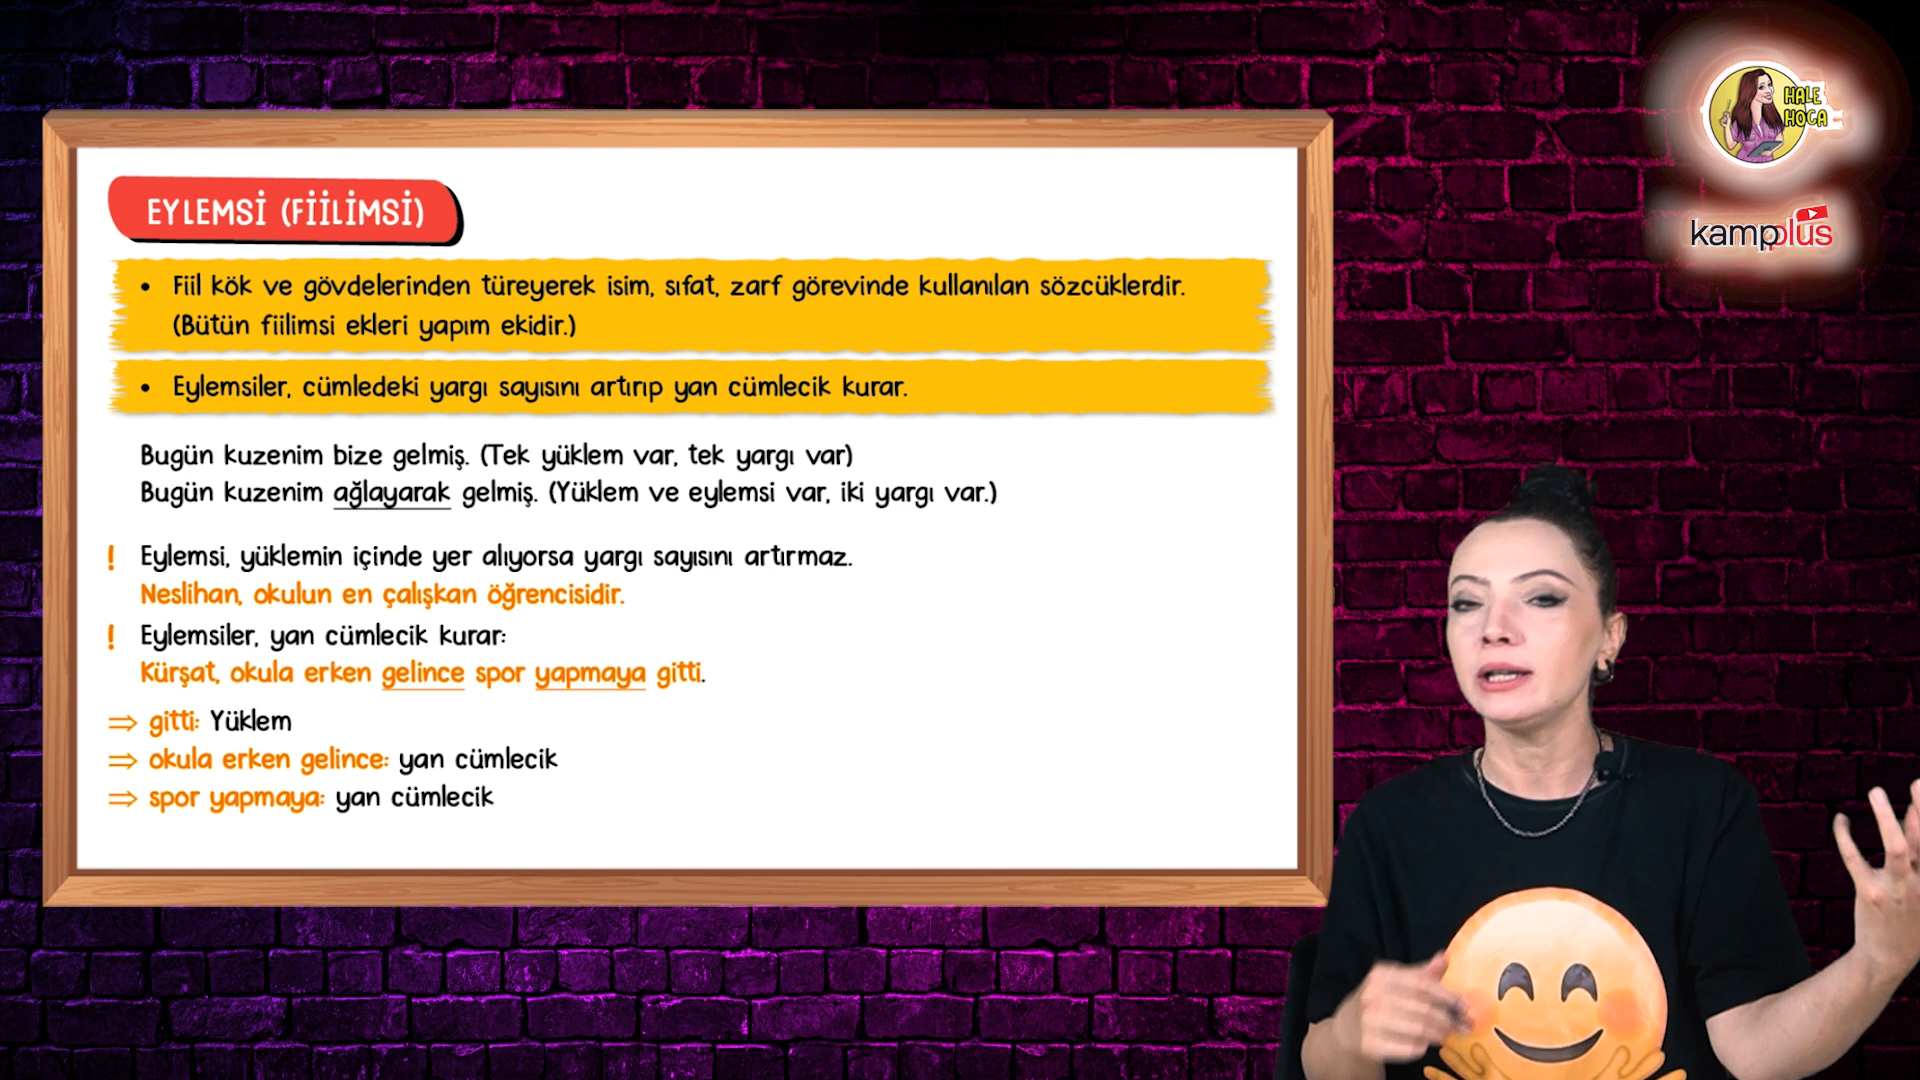 HALE
HOCA
kampplus
EYLEMSİ (FİİLİMSİ)
• Fiil kök ve gövdelerinden türeyerek isim, sıfat, zarf görevinde kullanılan sözcüklerdir.
(Bütün fiilimsi ekleri yapım ekidir.)
• Eylemsiler, cümledeki yargı sayısını artırıp yan cümlecik kurar.
Bugün kuzenim bize gelmiş. (Tek yüklem var, tek yargı var)
Bugün kuzenim ağlayarak gelmiş. (Yüklem ve eylemsi var, iki yargı var.)
! Eylemsi, yüklemin içinde yer alıyorsa yargı sayısını artırmaz.
Neslihan, okulun en çalışkan öğrencisidir.
! Eylemsiler, yan cümlecik kurar:
Kürşat, okula erken gelince spor yapmaya gitti.
⇒ gitti: Yüklem
⇒ okula erken gelince: yan cümlecik
⇒ spor yapmaya: yan cümlecik